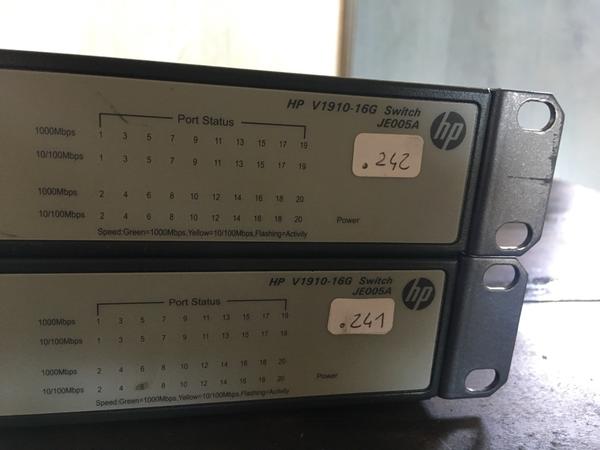 HP V1910-16G Switch
JE005A
hp
Port Status
1000Mbps 1 3 5 7 9 11 13 15 17 19
10/100Mbps 1 3 5 7 9 11 13 15 17 19
.242
1000Mbps 2 4 6 8 10 12 14 16 18 20
10/100Mbps 2 4 6 8 10 12 14 16 18 20
Power
Speed:Green=1000Mbps,Yellow=10/100Mbps,Flashing=Activity
HP V1910-16G Switch
JE005A
hp
Port Status
1000Mbps 1 3 5 7 9 11 13 15 17 19
10/100Mbps 1 3 5 7 9 11 13 15 17 19
.241
1000Mbps 2 4 6 8 10 12 14 16 18 20
10/100Mbps 2 4 6 8 10 12 14 16 18 20
Power
Speed:Green=1000Mbps,Yellow=10/100Mbps,Flashing=Activity